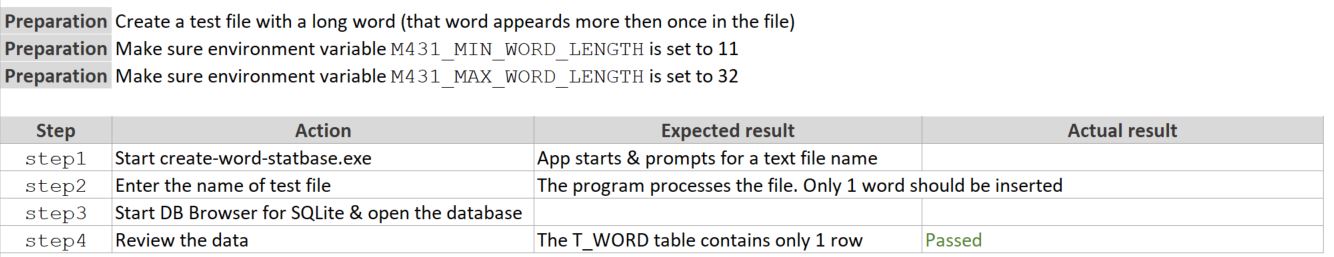 Preparation Create a test file with a long word (that word appeards more then once in the file)
Preparation Make sure environment variable M431_MIN_WORD_LENGTH is set to 11
Preparation Make sure environment variable M431_MAX_WORD_LENGTH is set to 32
Step Action Expected result Actual result
step1 Start create-word-statbase.exe App starts & prompts for a text file name
step2 Enter the name of test file The program processes the file. Only 1 word should be inserted
step3 Start DB Browser for SQLite & open the database
step4 Review the data The T_WORD table contains only 1 row Passed